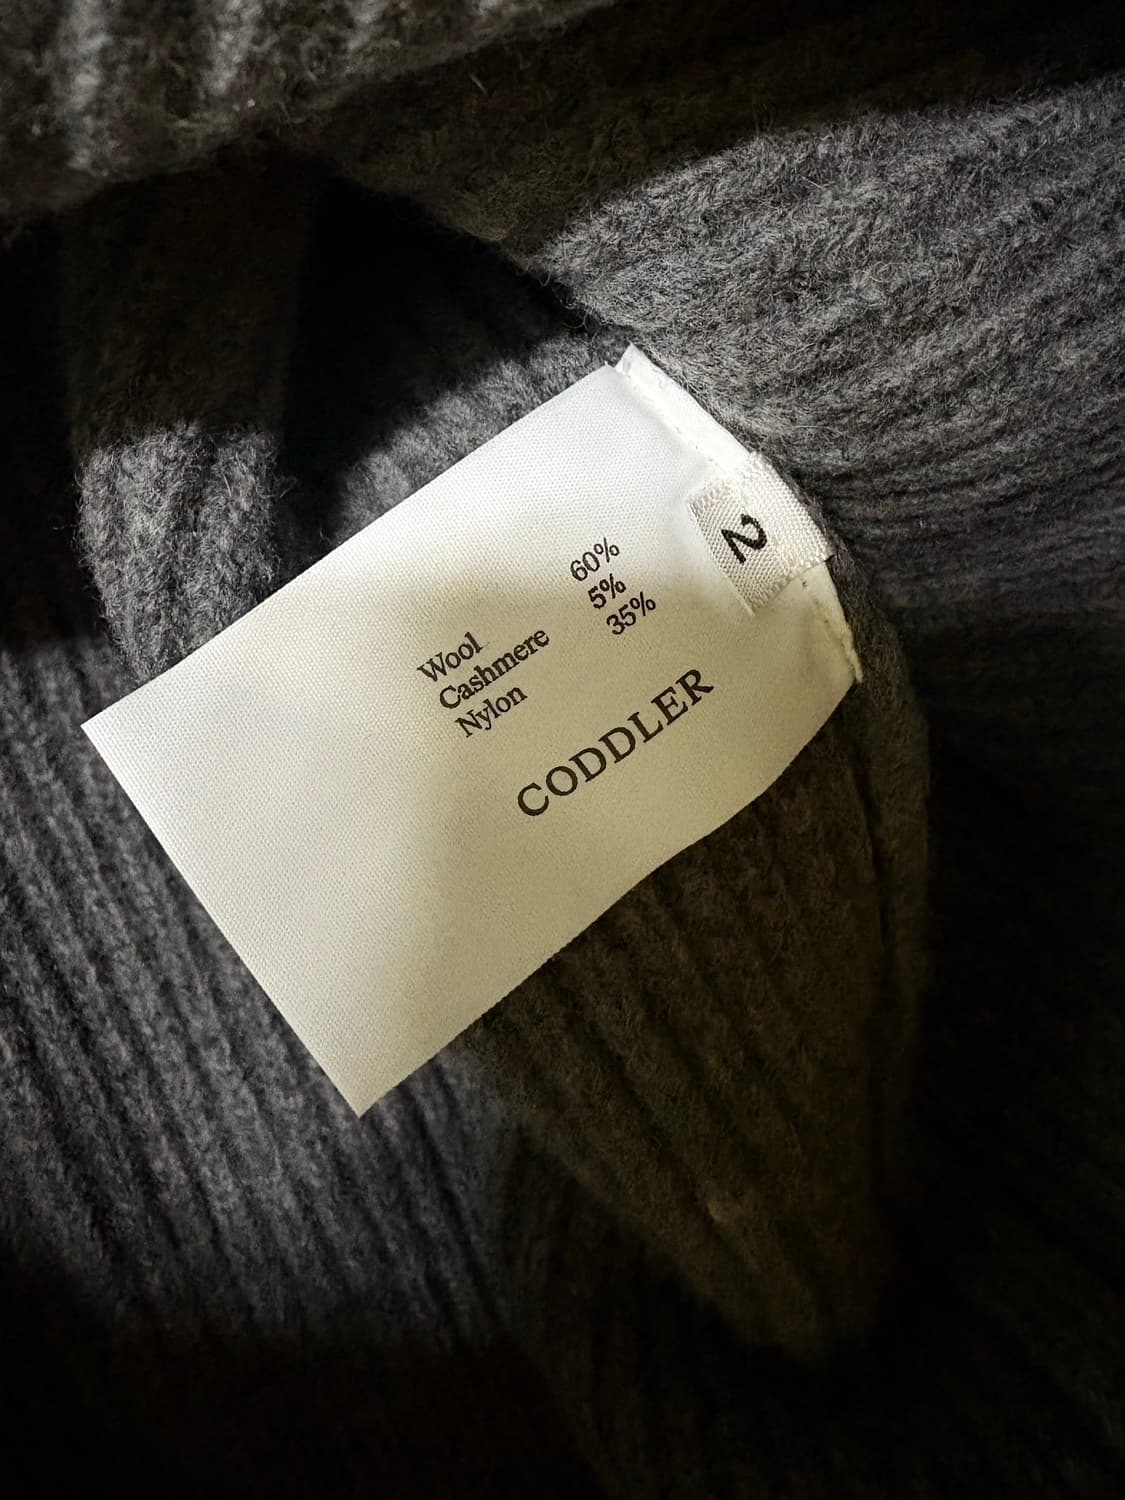 2
Wool 60%
Cashmere 5%
Nylon 35%
CODDLER